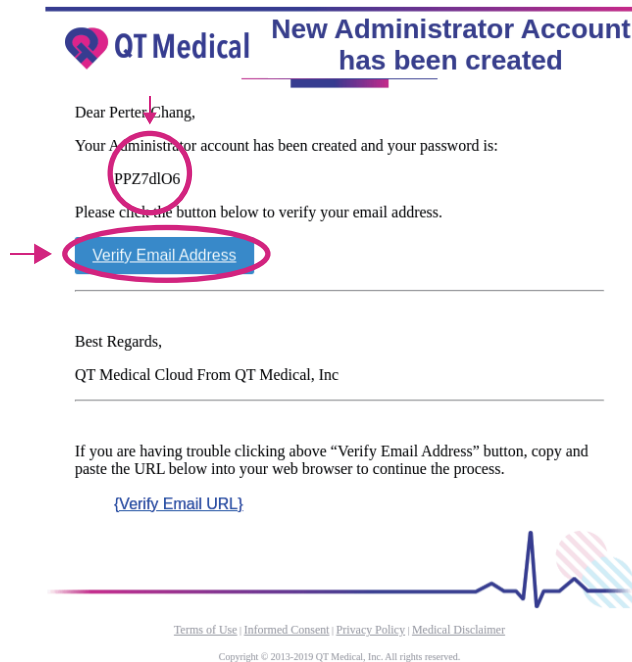 QT Medical
New Administrator Account
has been created
Dear Perter Chang,
Your Administrator account has been created and your password is:
PPZ7dlO6
Please click the button below to verify your email address.
Verify Email Address
Best Regards,
QT Medical Cloud From QT Medical, Inc
If you are having trouble clicking above “Verify Email Address” button, copy and
paste the URL below into your web browser to continue the process.
{Verify Email URL}
Terms of Use | Informed Consent | Privacy Policy | Medical Disclaimer
Copyright © 2013-2019 QT Medical, Inc. All rights reserved.